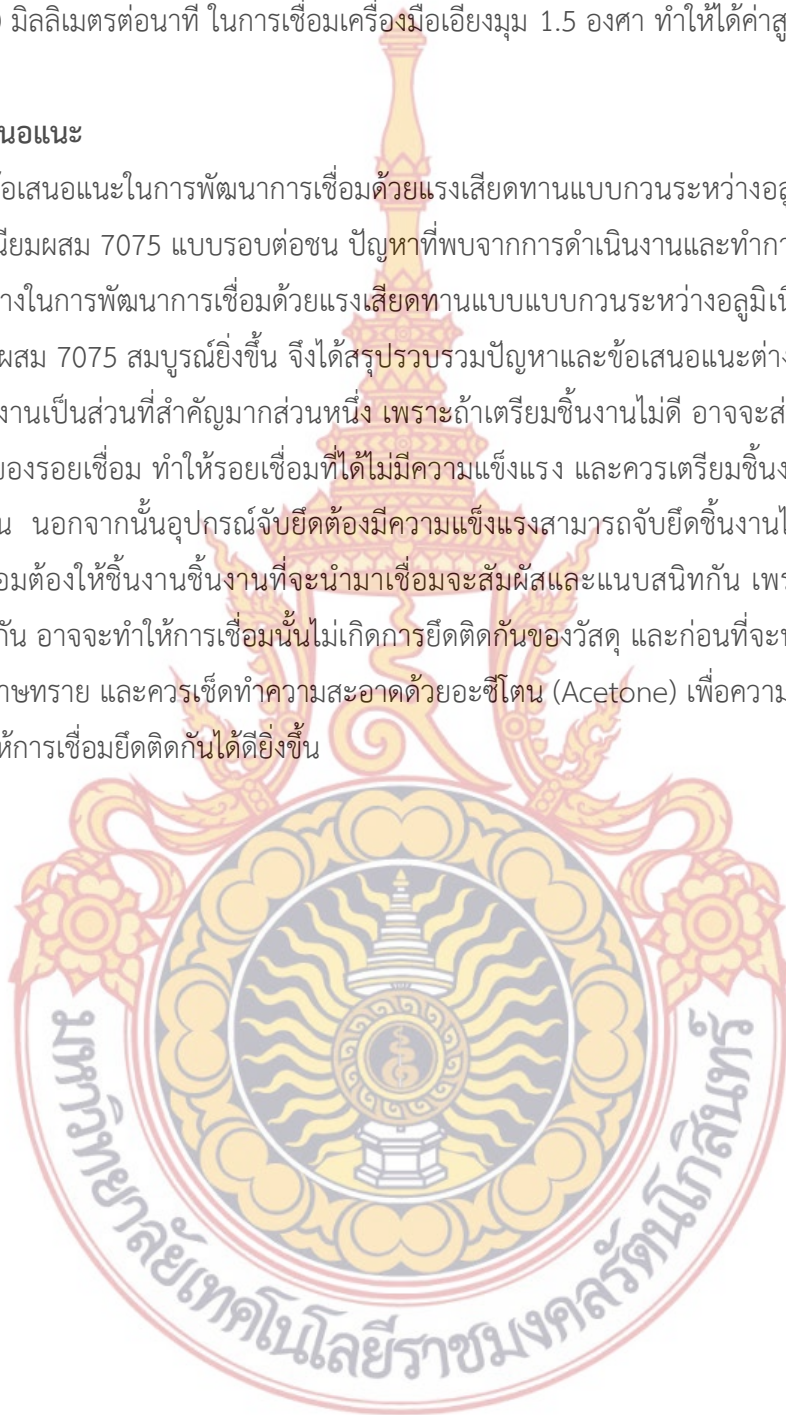 มิลลิเมตรต่อนาที ในการเชื่อมเครื่องมือเอียงมุม 1.5 องศา ทำให้ได้ค่าสู
นอแนะ
อเสนอแนะในการพัฒนาการเชื่อมด้วยแรงเสียดทานแบบกวนระหว่างอลู
นียมผสม 7075 แบบรอบต่อชน ปัญหาที่พบจากการดำเนินงานและทำกา
างในการพัฒนาการเชื่อมด้วยแรงเสียดทานแบบแบบกวนระหว่างอลูมิเนี
ผสม 7075 สมบูรณ์ยิ่งขึ้น จึงได้สรุปรวบรวมปัญหาและข้อเสนอแนะต่าง
งานเป็นส่วนที่สำคัญมากส่วนหนึ่ง เพราะถ้าเตรียมชิ้นงานไม่ดี อาจจะส่
ของรอยเชื่อม ทำให้รอยเชื่อมที่ได้ไม่มีความแข็งแรง และควรเตรียมชิ้นง
น นอกจากนั้นอุปกรณ์จับยึดต้องมีความแข็งแรงสามารถจับยึดชิ้นงานไ
อมต้องให้ชิ้นงานชิ้นงานที่จะนำมาเชื่อมจะสัมผัสและแนบสนิทกัน เพร
กัน อาจจะทำให้การเชื่อมนั้นไม่เกิดการยึดติดกันของวัสดุ และก่อนที่จะ
าษทราย และควรเช็ดทำความสะอาดด้วยอะซีโตน (Acetone) เพื่อความ
ห้การเชื่อมยึดติดกันได้ดียิ่งขึ้น
มหาวิทยาลัยเทคโนโลยีราชมงคลรัตนโกสินทร์